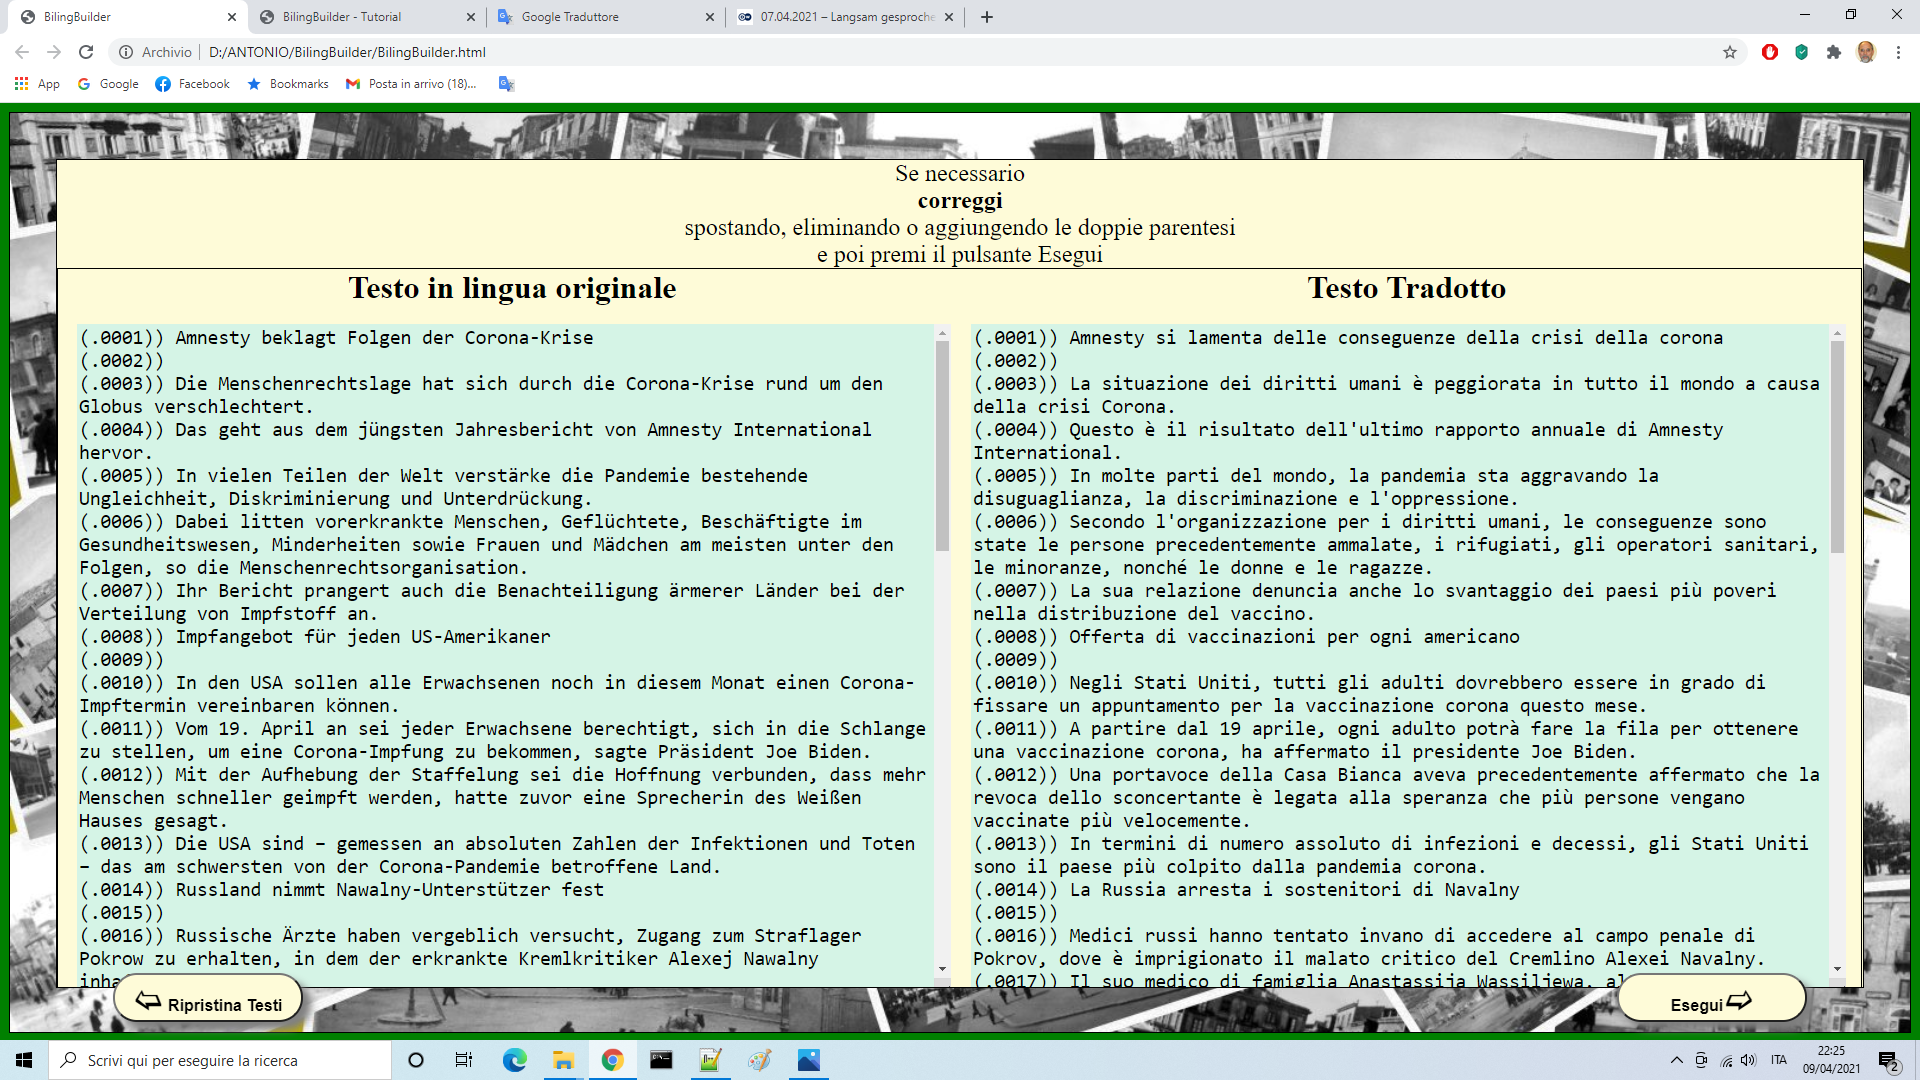 BilingBuilder
BilingBuilder - Tutorial
Google Traduttore
07.04.2021 – Langsam gesproche
Archivio
D:/ANTONIO/BilingBuilder/BilingBuilder.html
App
Google
Facebook
Bookmarks
Posta in arrivo (18)...
Se necessario
correggi
spostando, eliminando o aggiungendo le doppie parentesi
e poi premi il pulsante Esegui
Testo in lingua originale
(.0001)) Amnesty beklagt Folgen der Corona-Krise
(.0002))
(.0003)) Die Menschenrechtslage hat sich durch die Corona-Krise rund um den
Globus verschlechtert.
(.0004)) Das geht aus dem jüngsten Jahresbericht von Amnesty International
hervor.
(.0005)) In vielen Teilen der Welt verstärke die Pandemie bestehende
Ungleichheit, Diskriminierung und Unterdrückung.
(.0006)) Dabei litten vorerkrankte Menschen, Geflüchtete, Beschäftigte im
Gesundheitswesen, Minderheiten sowie Frauen und Mädchen am meisten unter den
Folgen, so die Menschenrechtsorganisation.
(.0007)) Ihr Bericht prangert auch die Benachteiligung ärmerer Länder bei der
Verteilung von Impfstoff an.
(.0008)) Impfangebot für jeden US-Amerikaner
(.0009))
(.0010)) In den USA sollen alle Erwachsenen noch in diesem Monat einen Corona-
Impftermin vereinbaren können.
(.0011)) Vom 19. April an sei jeder Erwachsene berechtigt, sich in die Schlange
zu stellen, um eine Corona-Impfung zu bekommen, sagte Präsident Joe Biden.
(.0012)) Mit der Aufhebung der Staffelung sei die Hoffnung verbunden, dass mehr
Menschen schneller geimpft werden, hatte zuvor eine Sprecherin des Weißen
Hauses gesagt.
(.0013)) Die USA sind – gemessen an absoluten Zahlen der Infektionen und Toten
– das am schwersten von der Corona-Pandemie betroffene Land.
(.0014)) Russland nimmt Nawalny-Unterstützer fest
(.0015))
(.0016)) Russische Ärzte haben vergeblich versucht, Zugang zum Straflager
Pokrow zu erhalten, in dem der erkrankte Kremlkritiker Alexej Nawalny
Testo Tradotto
(.0001)) Amnesty si lamenta delle conseguenze della crisi della corona
(.0002))
(.0003)) La situazione dei diritti umani è peggiorata in tutto il mondo a causa
della crisi Corona.
(.0004)) Questo è il risultato dell'ultimo rapporto annuale di Amnesty
International.
(.0005)) In molte parti del mondo, la pandemia sta aggravando la
disuguaglianza, la discriminazione e l'oppressione.
(.0006)) Secondo l'organizzazione per i diritti umani, le conseguenze sono
state le persone precedentemente ammalate, i rifugiati, gli operatori sanitari,
le minoranze, nonché le donne e le ragazze.
(.0007)) La sua relazione denuncia anche lo svantaggio dei paesi più poveri
nella distribuzione del vaccino.
(.0008)) Offerta di vaccinazioni per ogni americano
(.0009))
(.0010)) Negli Stati Uniti, tutti gli adulti dovrebbero essere in grado di
fissare un appuntamento per la vaccinazione corona questo mese.
(.0011)) A partire dal 19 aprile, ogni adulto potrà fare la fila per ottenere
una vaccinazione corona, ha affermato il presidente Joe Biden.
(.0012)) Una portavoce della Casa Bianca aveva precedentemente affermato che la
revoca dello sconcertante è legata alla speranza che più persone vengano
vaccinate più velocemente.
(.0013)) In termini di numero assoluto di infezioni e decessi, gli Stati Uniti
sono il paese più colpito dalla pandemia corona.
(.0014)) La Russia arresta i sostenitori di Navalny
(.0015))
(.0016)) Medici russi hanno tentato invano di accedere al campo penale di
Pokrov, dove è imprigionito il malato critico del Cremlino Alexei Navalny.
(.0017)) Il suo medico di famiglia Anastassija Wassiljewa,
Ripristina Testi
Esegui
Scrivi qui per eseguire la ricerca
ITA
22:25
09/04/2021
2